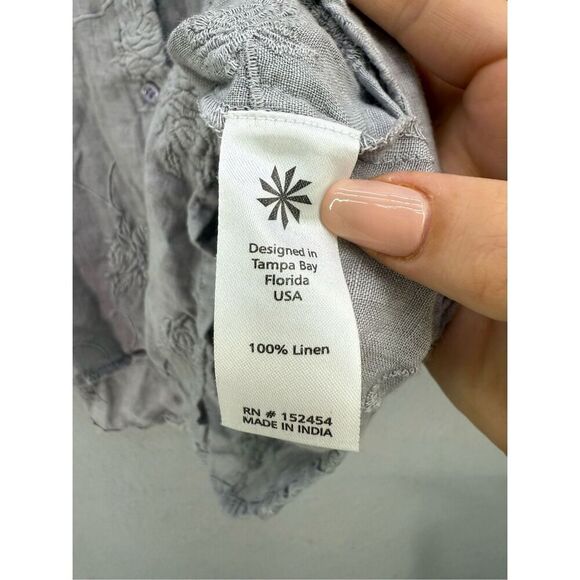 Designed in
Tampa Bay
Florida
USA
100% Linen
RN # 152454
MADE IN INDIA